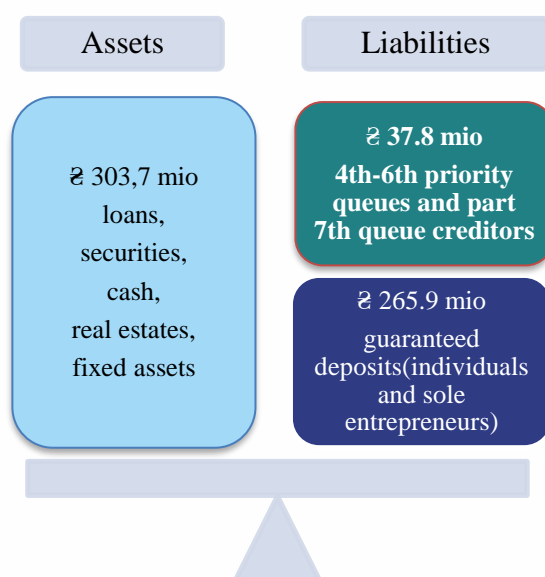 Assets
Liabilities
₴ 303,7 mio
loans,
securities,
cash,
real estates,
fixed assets
₴ 37.8 mio
4th-6th priority
queues and part
7th queue creditors
₴ 265.9 mio
guaranteed
deposits(individuals
and sole
entrepreneurs)